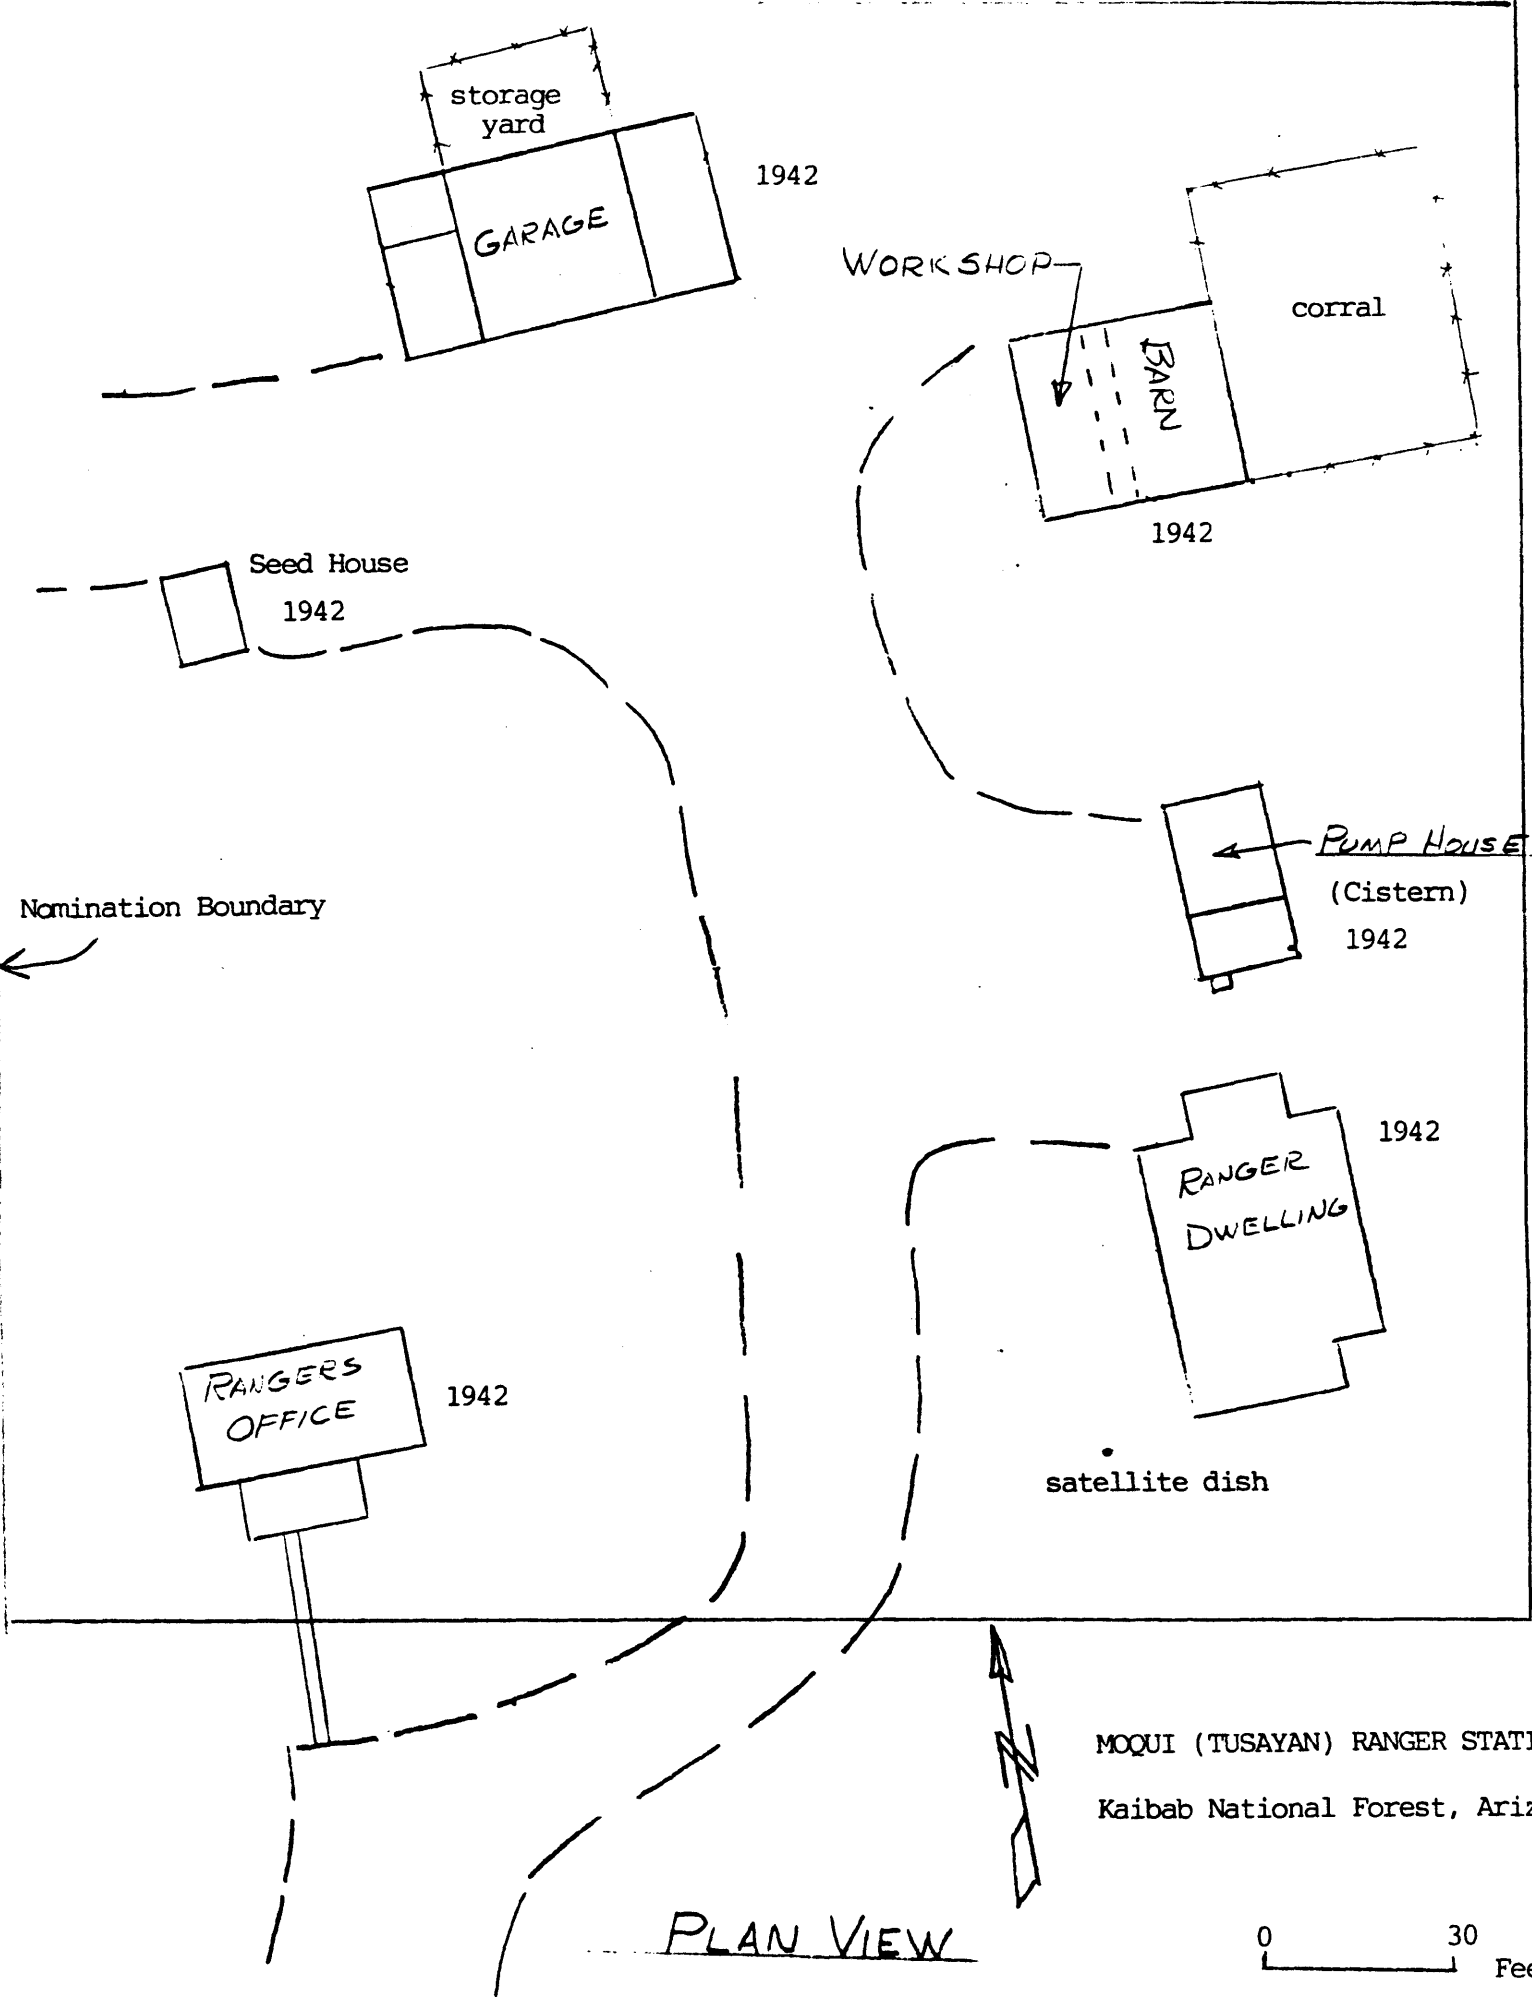 storage
yard
1942
GARAGE
WORKSHOP
corral
BARN
1942
Seed House
1942
PUMP HOUSE
(Cistern)
1942
Nomination Boundary
1942
RANGER
DWELLING
RANGERS
OFFICE
1942
satellite dish
N
MOQUI (TUSAYAN) RANGER STATI
Kaibab National Forest, Ariz
PLAN VIEW
0 30
Fee